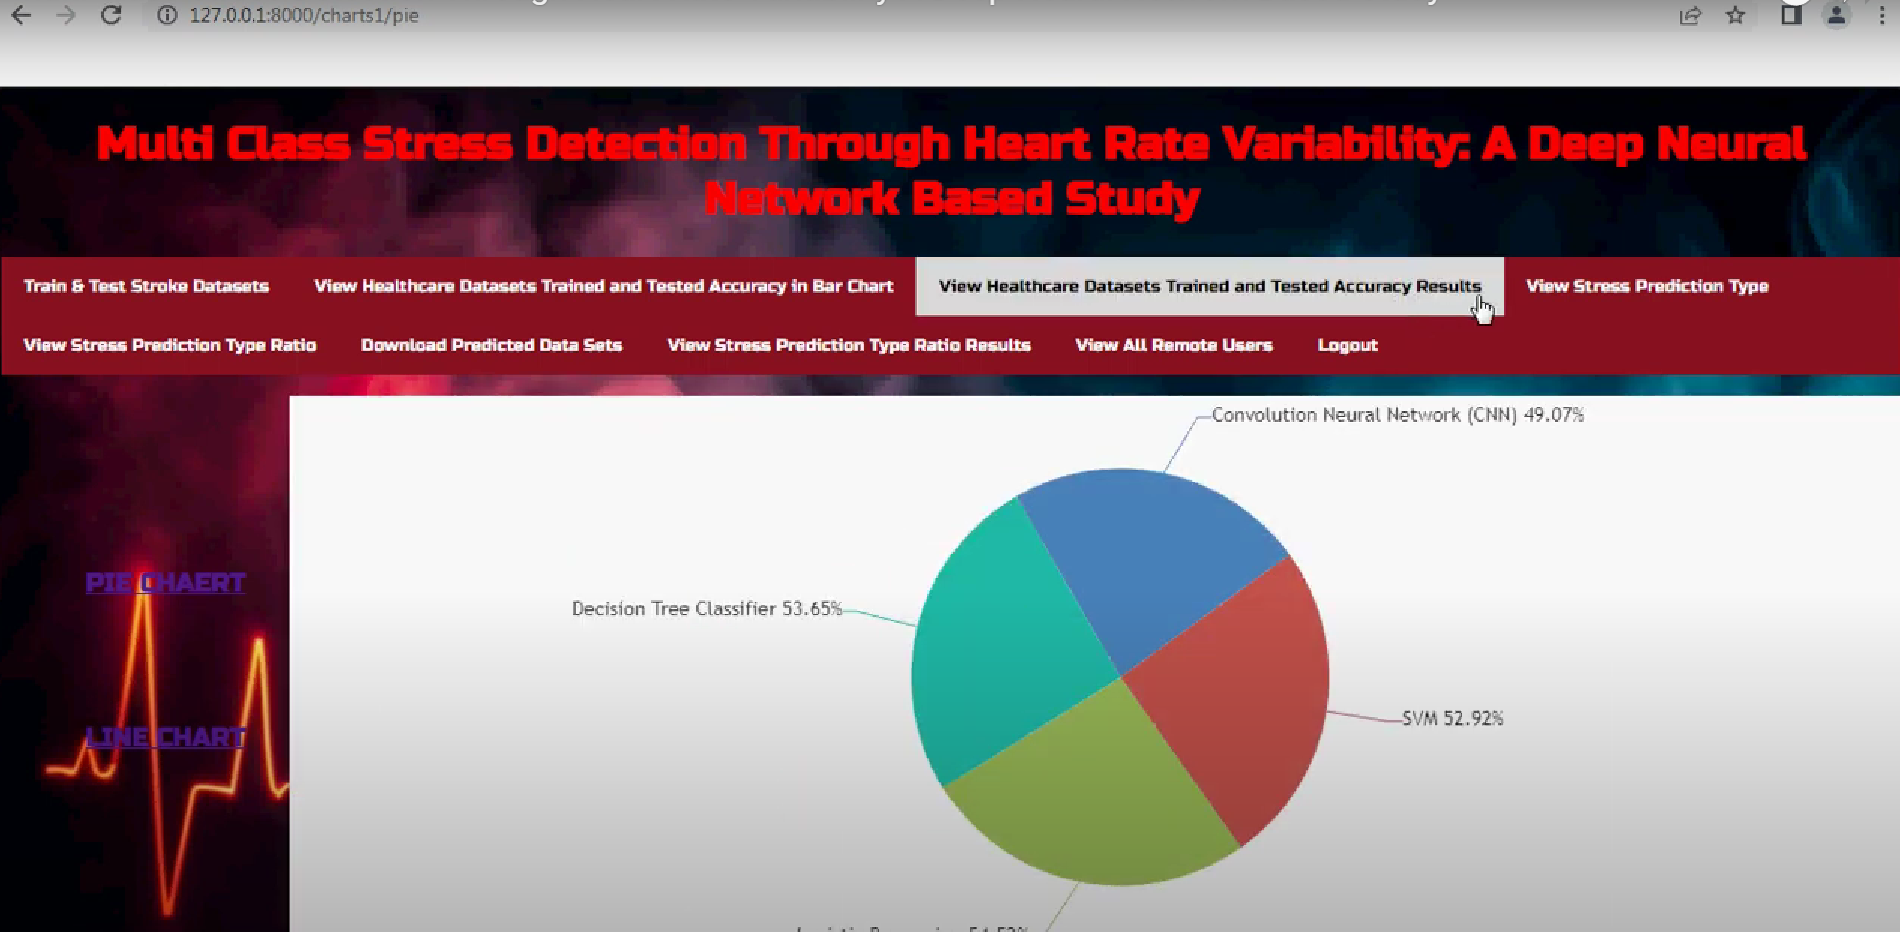 127.0.0.1:8000/charts1/pie
Multi Class Stress Detection Through Heart Rate Variability: A Deep Neural
Network Based Study
Train & Test Stroke Datasets View Healthcare Datasets Trained and Tested Accuracy in Bar Chart View Healthcare Datasets Trained and Tested Accuracy Results View Stress Prediction Type
View Stress Prediction Type Ratio Download Predicted Data Sets View Stress Prediction Type Ratio Results View All Remote Users Logout
Convolution Neural Network (CNN) 49.07%
PIE CHAERT
Decision Tree Classifier 53.65%
SVM 52.92%
LINE CHART